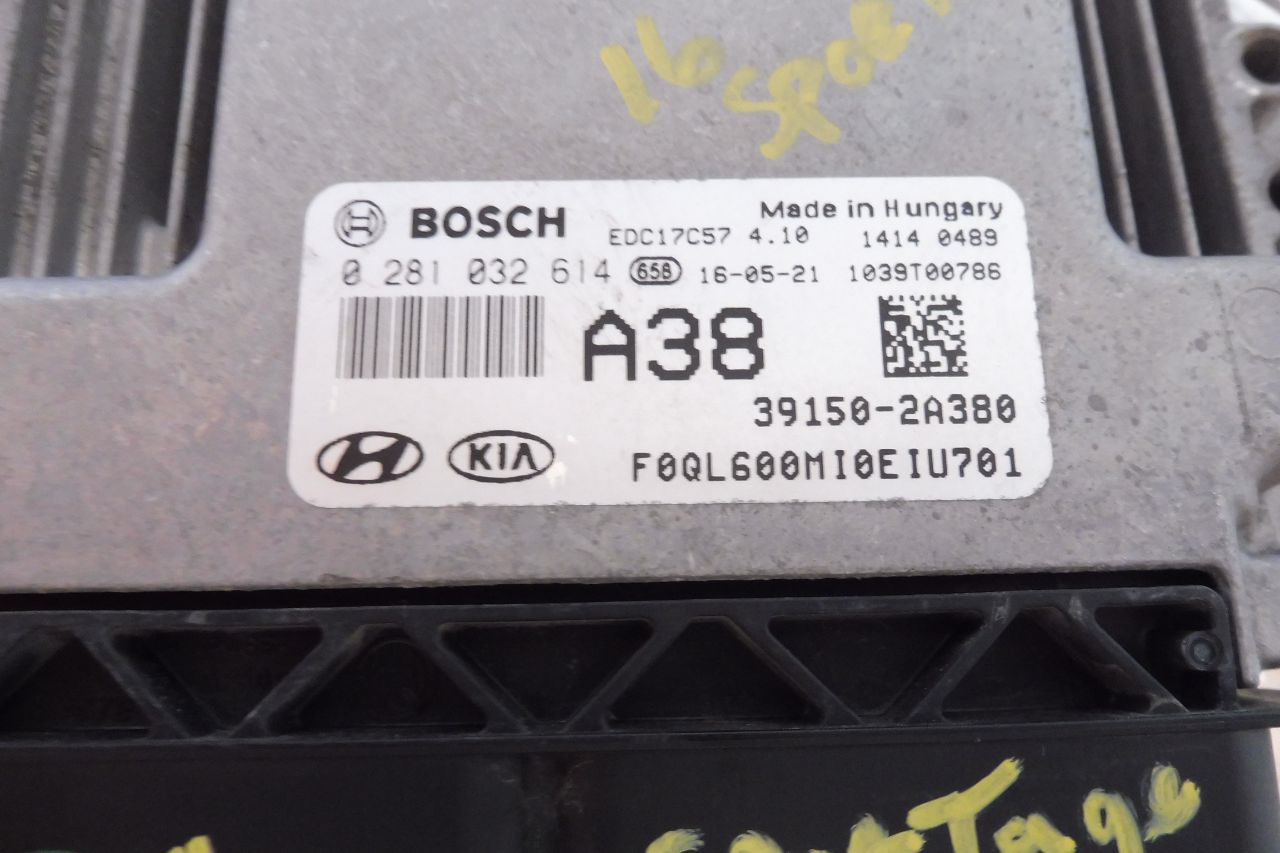 16 Spor
BOSCH
Made in Hungary
EDC17C57 4.10 1414 0489
0 281 032 614 658 16-05-21 1039T00786
A38
39150-2A380
KIA F0QL600MI0EIU701